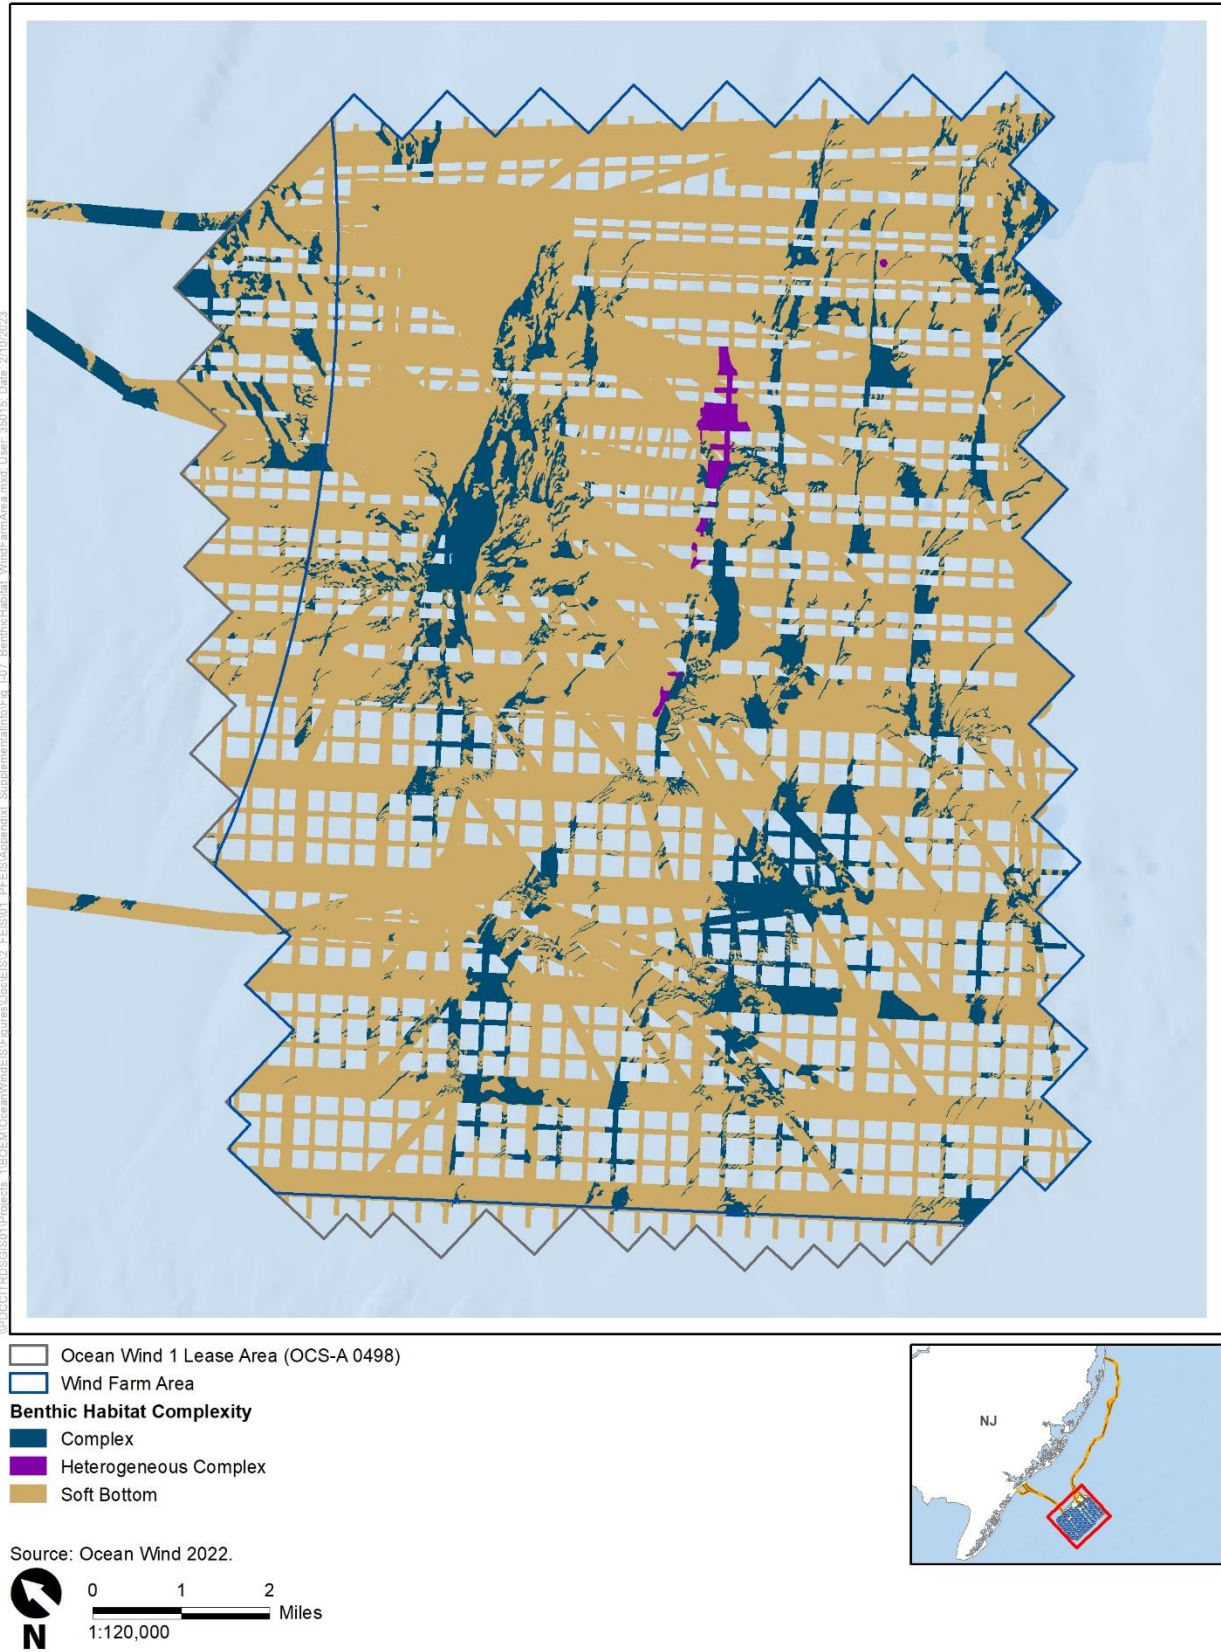 Ocean Wind 1 Lease Area (OCS-A 0498)
Wind Farm Area
Benthic Habitat Complexity
Complex
Heterogeneous Complex
Soft Bottom
NJ
Source: Ocean Wind 2022.
0 1 2
Miles
1:120,000
N